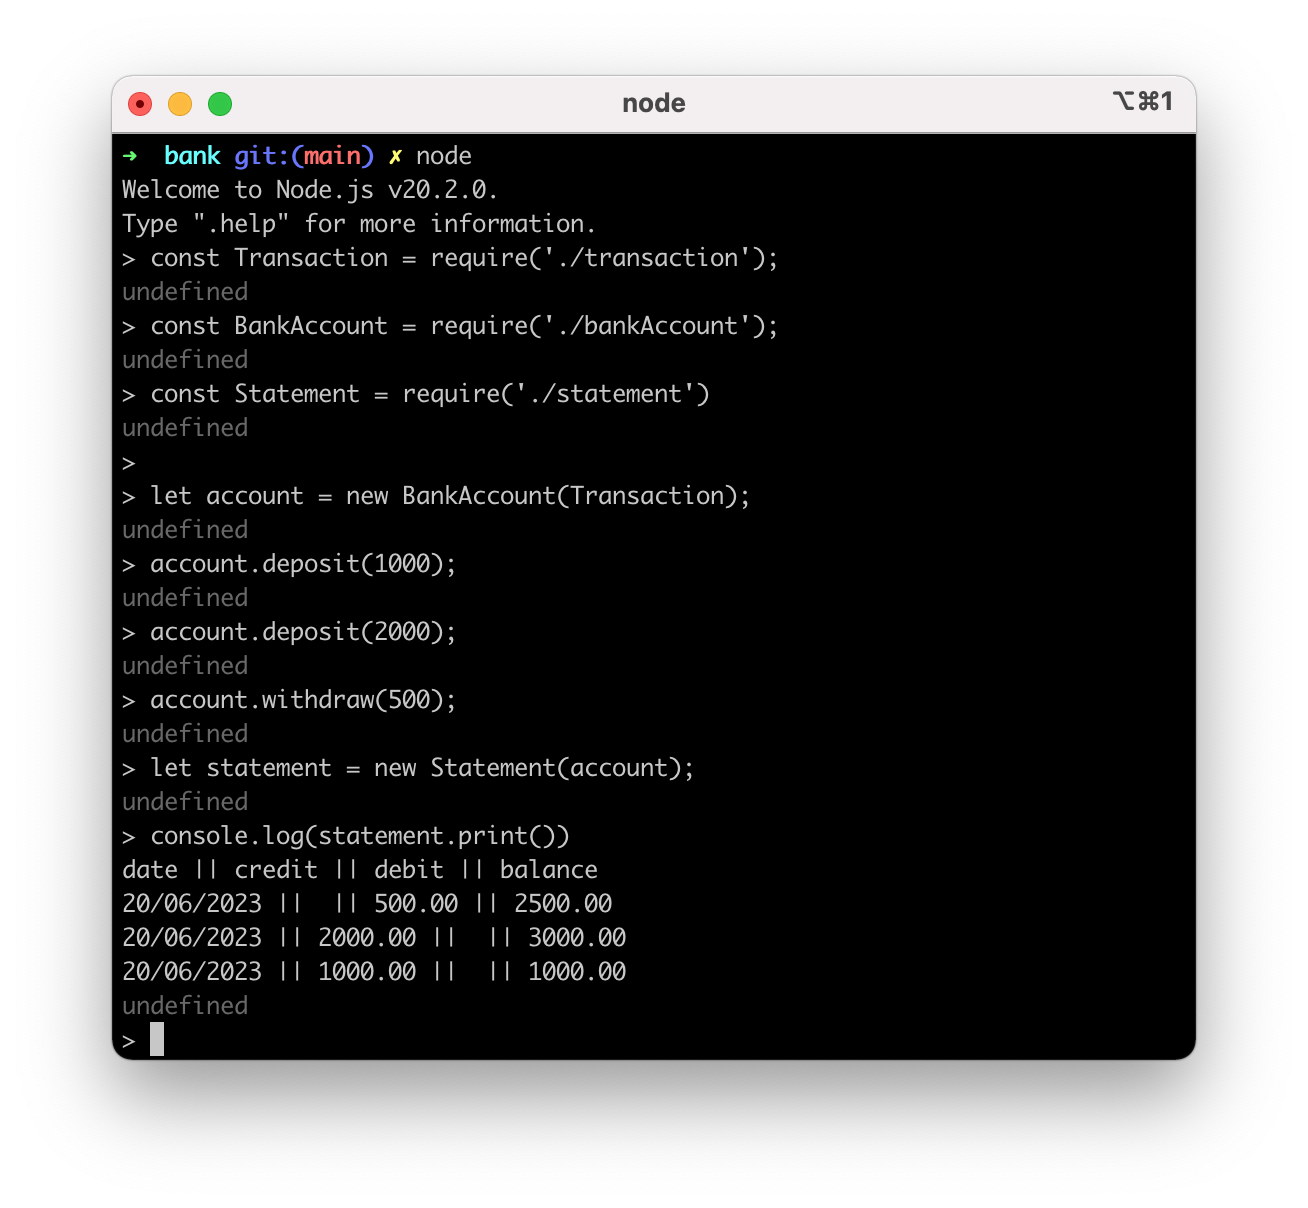 node
⌥⌘1
➜  bank git:(main) ✗ node
Welcome to Node.js v20.2.0.
Type ".help" for more information.
> const Transaction = require('./transaction');
undefined
> const BankAccount = require('./bankAccount');
undefined
> const Statement = require('./statement')
undefined
>
> let account = new BankAccount(Transaction);
undefined
> account.deposit(1000);
undefined
> account.deposit(2000);
undefined
> account.withdraw(500);
undefined
> let statement = new Statement(account);
undefined
> console.log(statement.print())
date || credit || debit || balance
20/06/2023 ||  || 500.00 || 2500.00
20/06/2023 || 2000.00 ||  || 3000.00
20/06/2023 || 1000.00 ||  || 1000.00
undefined
>